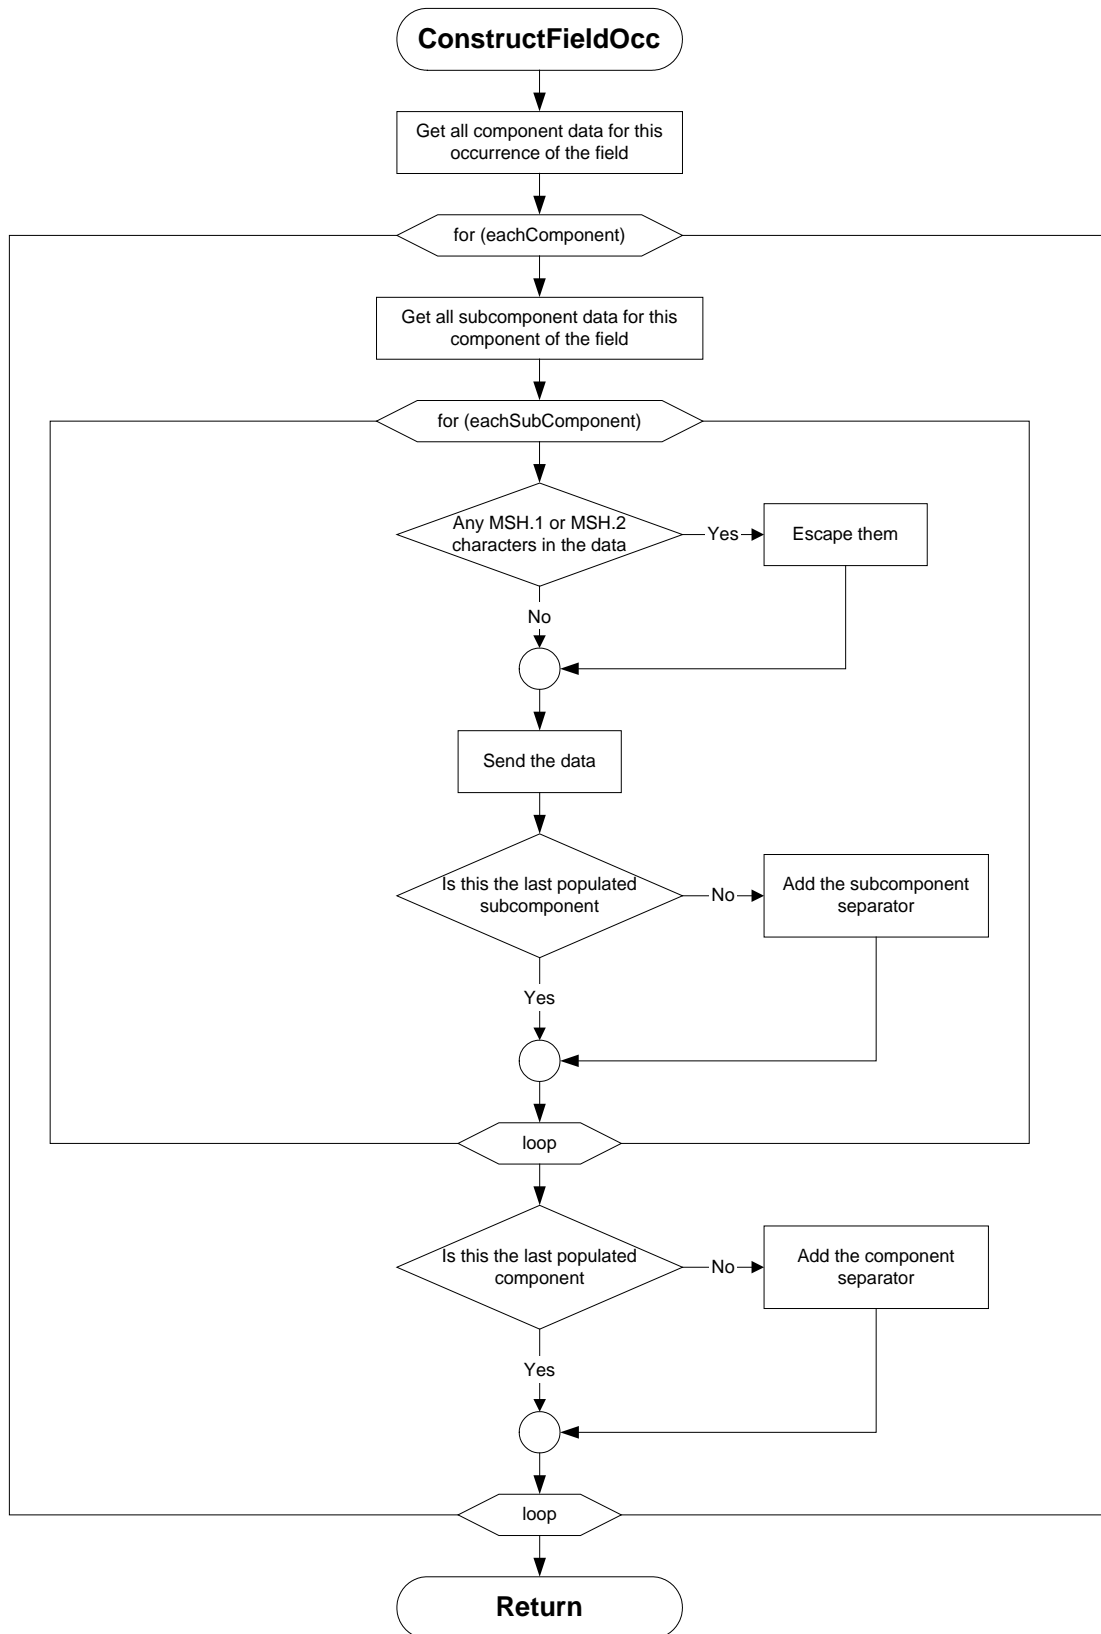 ConstructFieldOcc
Get all component data for this
occurrence of the field
for (eachComponent)
Get all subcomponent data for this
component of the field
for (eachSubComponent)
Any MSH.1 or MSH.2
characters in the data
Yes
Escape them
No
Send the data
Is this the last populated
subcomponent
No
Add the subcomponent
separator
Yes
loop
Is this the last populated
component
No
Add the component
separator
Yes
loop
Return